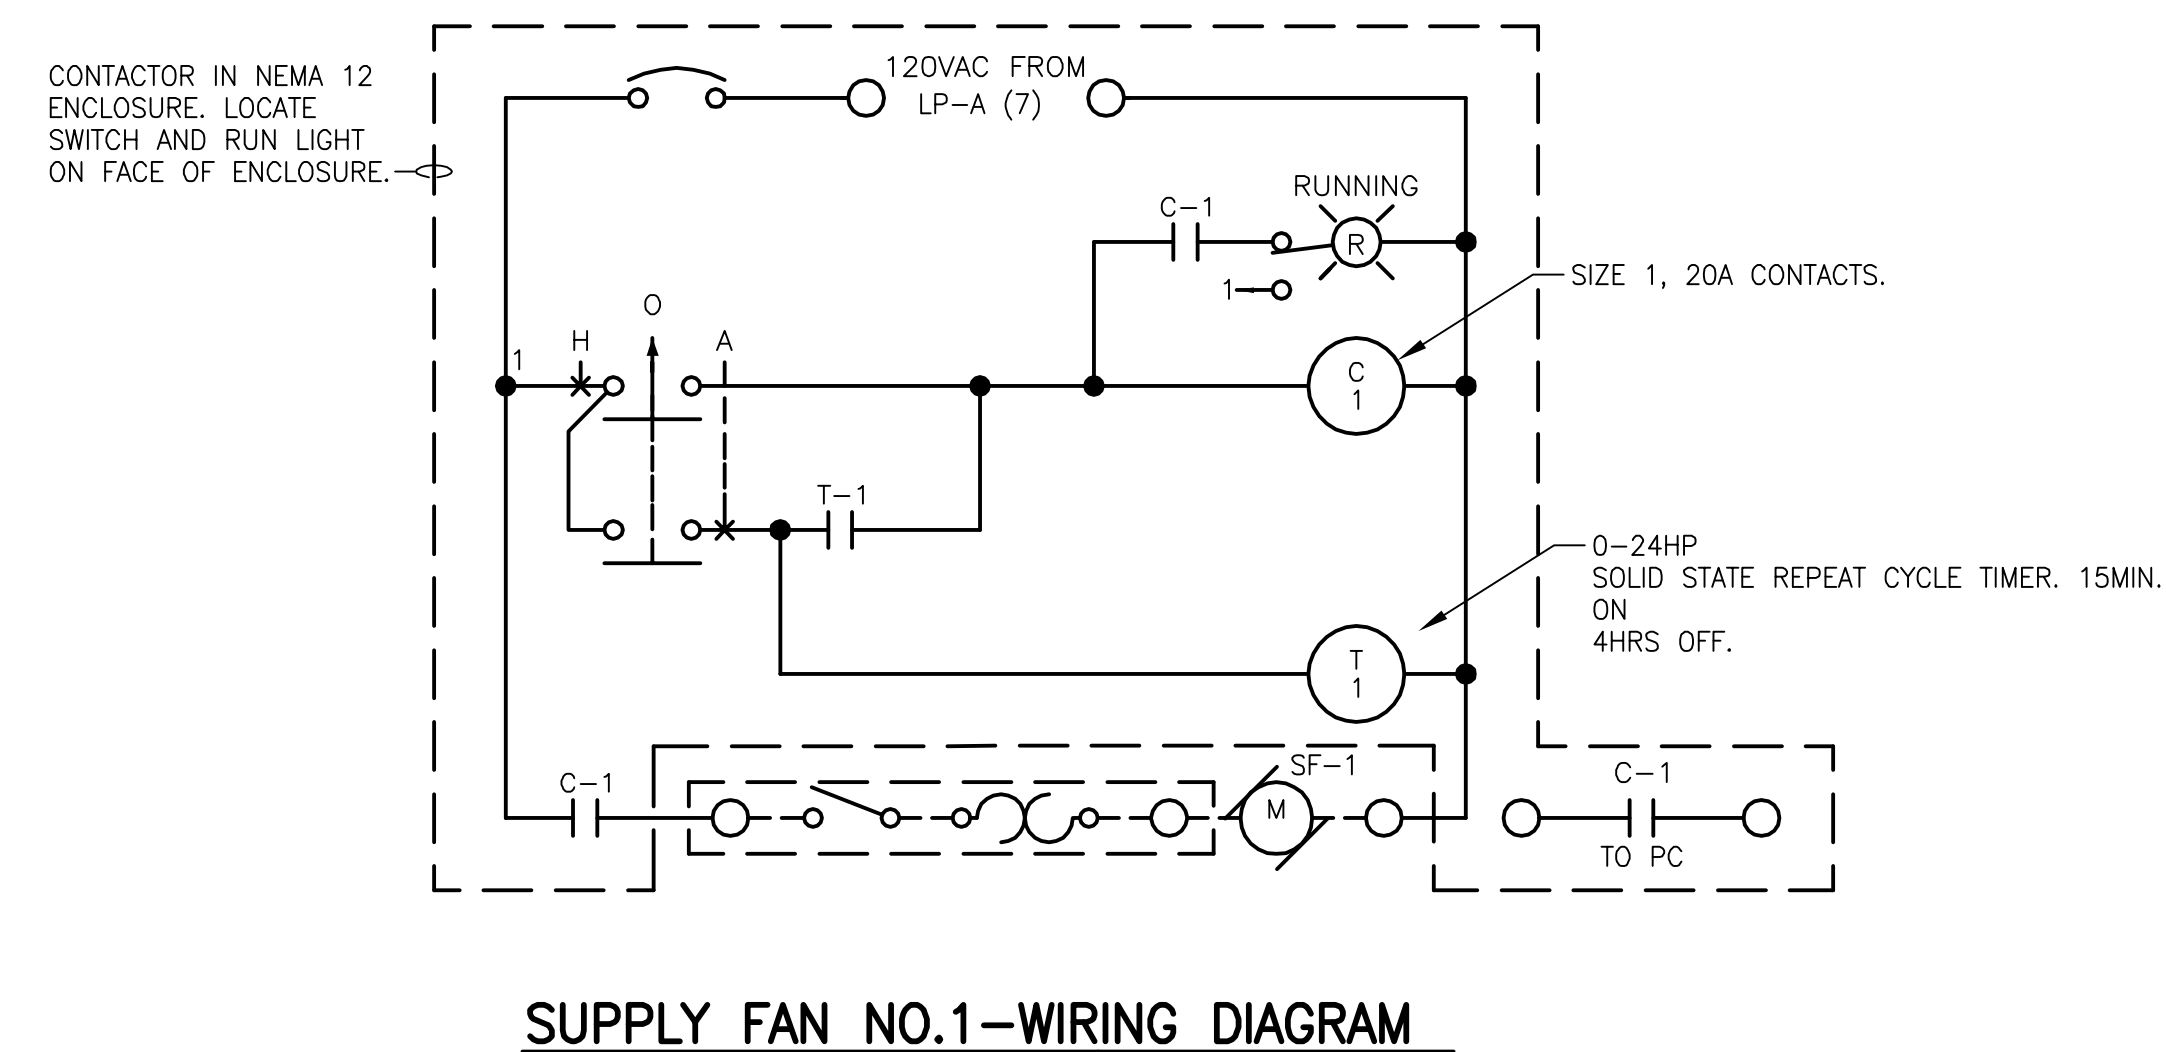 CONTACTOR IN NEMA 12
ENCLOSURE. LOCATE
SWITCH AND RUN LIGHT
ON FACE OF ENCLOSURE.
120VAC FROM
LP-A (7)
RUNNING
C-1
R
1
SIZE 1, 20A CONTACTS.
O
H
A
1
C
1
T-1
0-24HP
SOLID STATE REPEAT CYCLE TIMER. 15MIN.
ON
4HRS OFF.
T
1
C-1
SF-1
M
C-1
TO PC
SUPPLY FAN NO.1-WIRING DIAGRAM